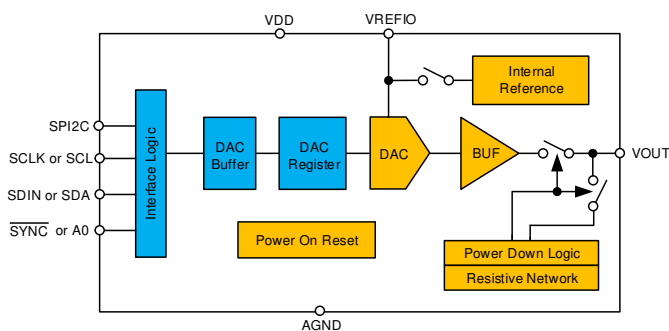 VDD
VREFIO
Internal
Reference
SPI2C
SCLK or SCL
SDIN or SDA
SYNC or A0
Interface Logic
DAC
Buffer
DAC
Register
DAC
BUF
VOUT
Power On Reset
Power Down Logic
Resistive Network
AGND